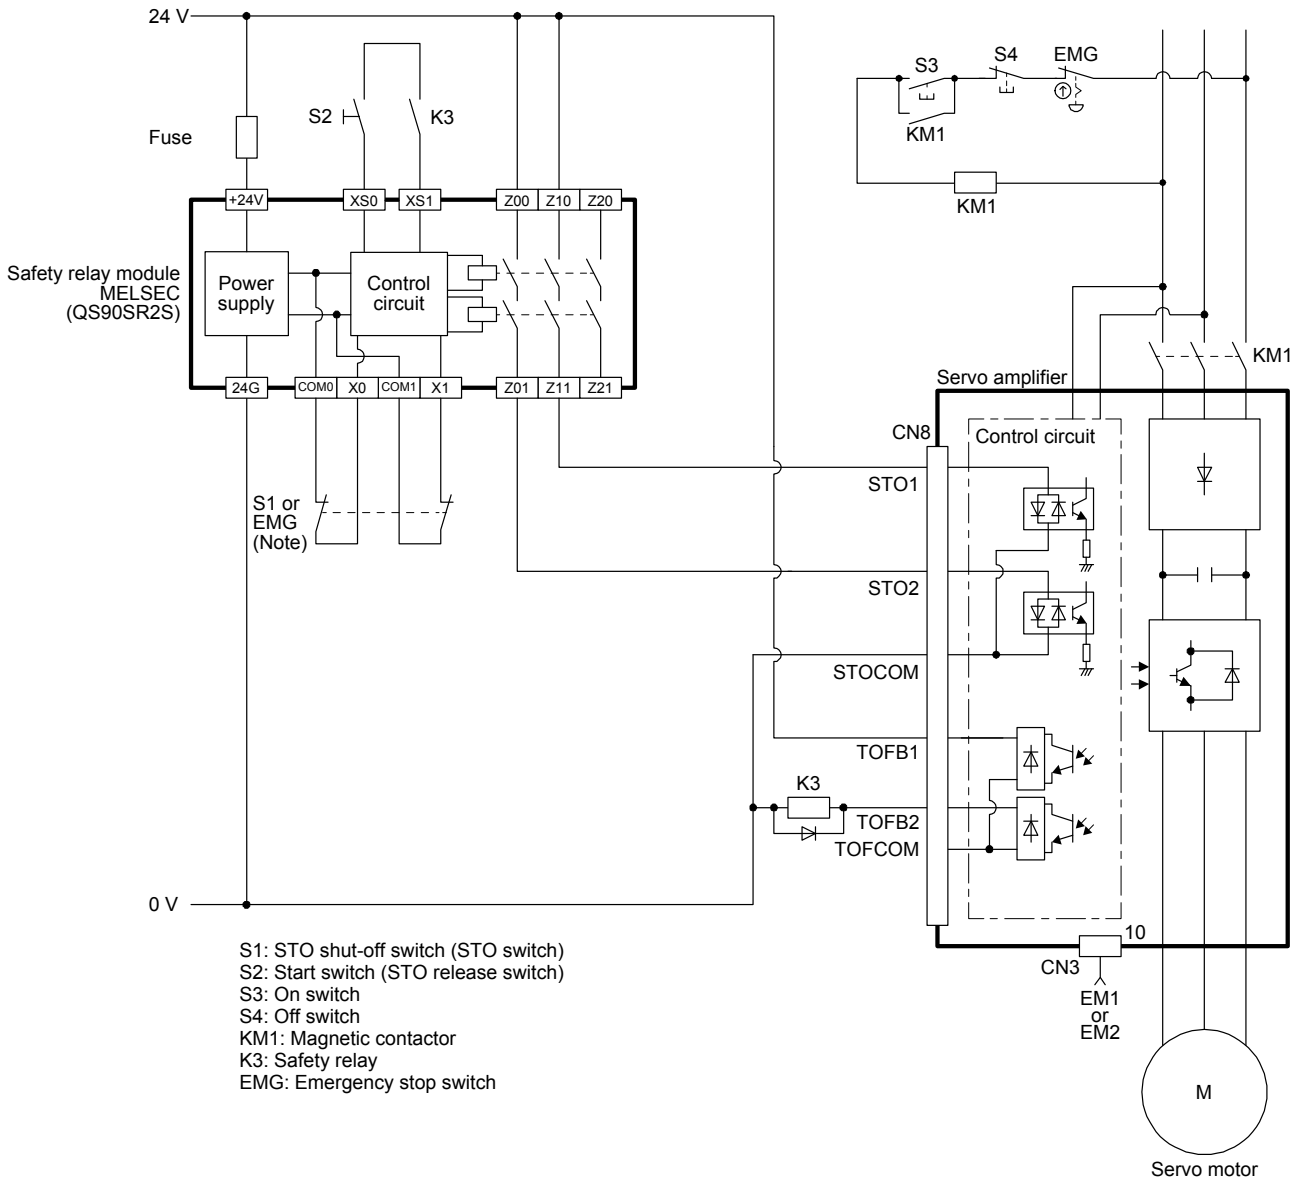 24 V
S3
S4
EMG
S2
K3
Fuse
KM1
KM1
+24V
XS0
XS1
Z00
Z10
Z20
Safety relay module
MELSEC
(QS90SR2S)
Power
supply
Control
circuit
KM1
24G
COM0
X0
COM1
X1
Z01
Z11
Z21
Servo amplifier
CN8
Control circuit
STO1
S1 or
EMG
(Note)
STO2
STOCOM
TOFB1
K3
TOFB2
TOFCOM
0 V
10
CN3
EM1
or
EM2
S1: STO shut-off switch (STO switch)
S2: Start switch (STO release switch)
S3: On switch
S4: Off switch
KM1: Magnetic contactor
K3: Safety relay
EMG: Emergency stop switch
M
Servo motor